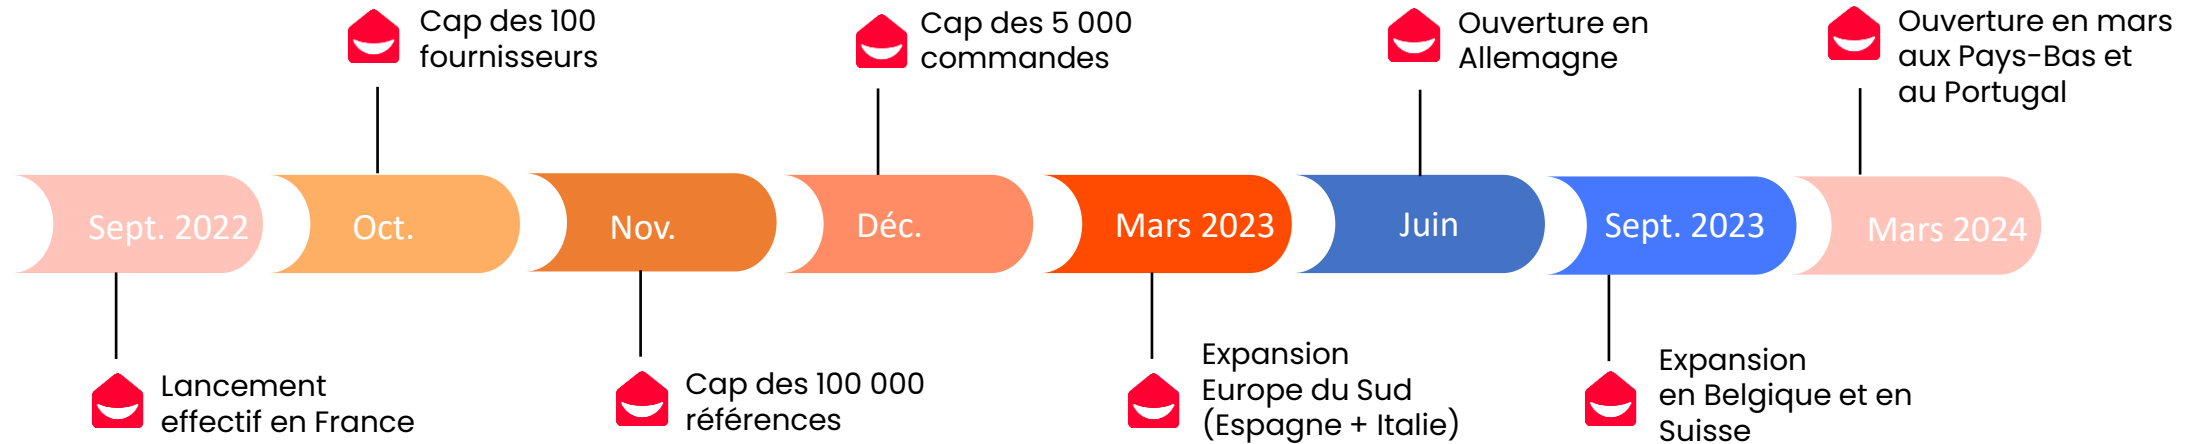 Cap des 100
fournisseurs
Cap des 5 000
commandes
Ouverture en
Allemagne
Ouverture en mars
aux Pays-Bas et
au Portugal
Sept. 2022
Oct.
Nov.
Déc.
Mars 2023
Juin
Sept. 2023
Mars 2024
Lancement
effectif en France
Cap des 100 000
références
Expansion
Europe du Sud
(Espagne + Italie)
Expansion
en Belgique et en
Suisse